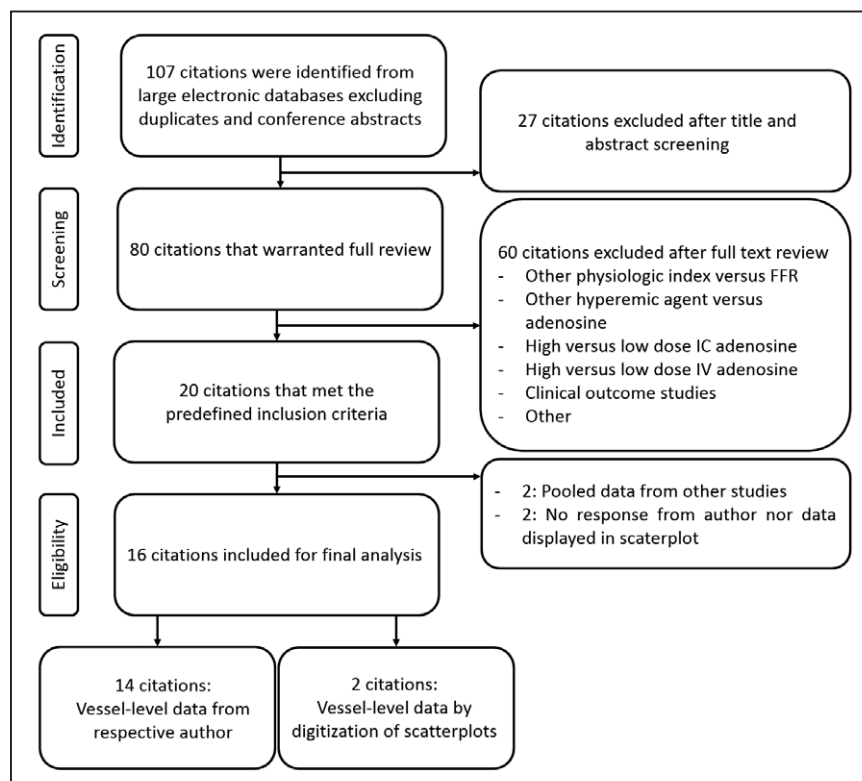 Identification
107 citations were identified from
large electronic databases excluding
duplicates and conference abstracts
27 citations excluded after title and
abstract screening
Screening
80 citations that warranted full review
60 citations excluded after full text review
- Other physiologic index versus FFR
- Other hyperemic agent versus
adenosine
- High versus low dose IC adenosine
- High versus low dose IV adenosine
- Clinical outcome studies
- Other
Included
20 citations that met the
predefined inclusion criteria
- 2: Pooled data from other studies
- 2: No response from author nor data
displayed in scaterplot
Eligibility
16 citations included for final analysis
14 citations:
Vessel-level data from
respective author
2 citations:
Vessel-level data by
digitization of scatterplots